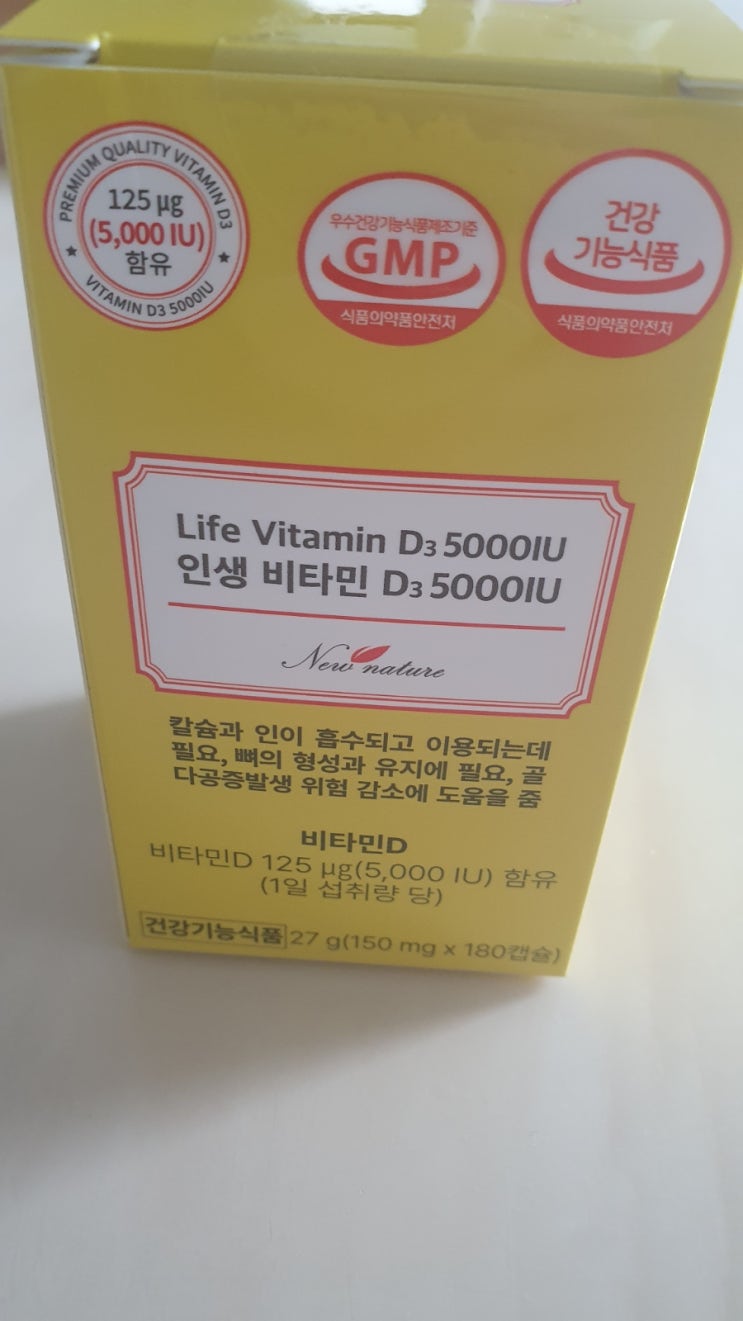 PREMIUM QUALITY VITAMIN D3
125 µg
(5,000 IU)
함유
★ VITAMIN D3 5000IU ★
우수건강기능식품제조기준
GMP
식품의약품안전처
건강
기능식품
식품의약품안전처
Life Vitamin D3 5000IU
인생 비타민 D3 5000IU
New nature
칼슘과 인이 흡수되고 이용되는데
필요, 뼈의 형성과 유지에 필요, 골
다공증발생 위험 감소에 도움을 줌
비타민D
비타민D 125 µg(5,000 IU) 함유
(1일 섭취량 당)
건강기능식품 27 g(150 mg x 180캡슐)